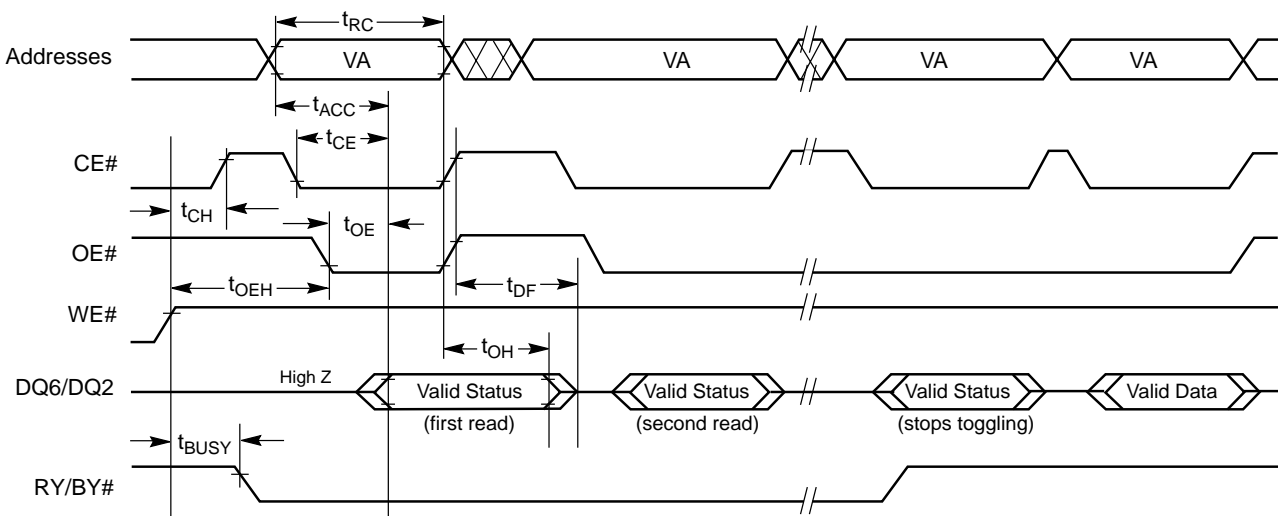 tRC
Addresses VA VA VA VA
tACC
tCE
CE#
tCH tOE
OE#
tOEH tDF
WE#
tOH
DQ6/DQ2 High Z Valid Status Valid Status Valid Status Valid Data
(first read) (second read) (stops toggling)
tBUSY
RY/BY#